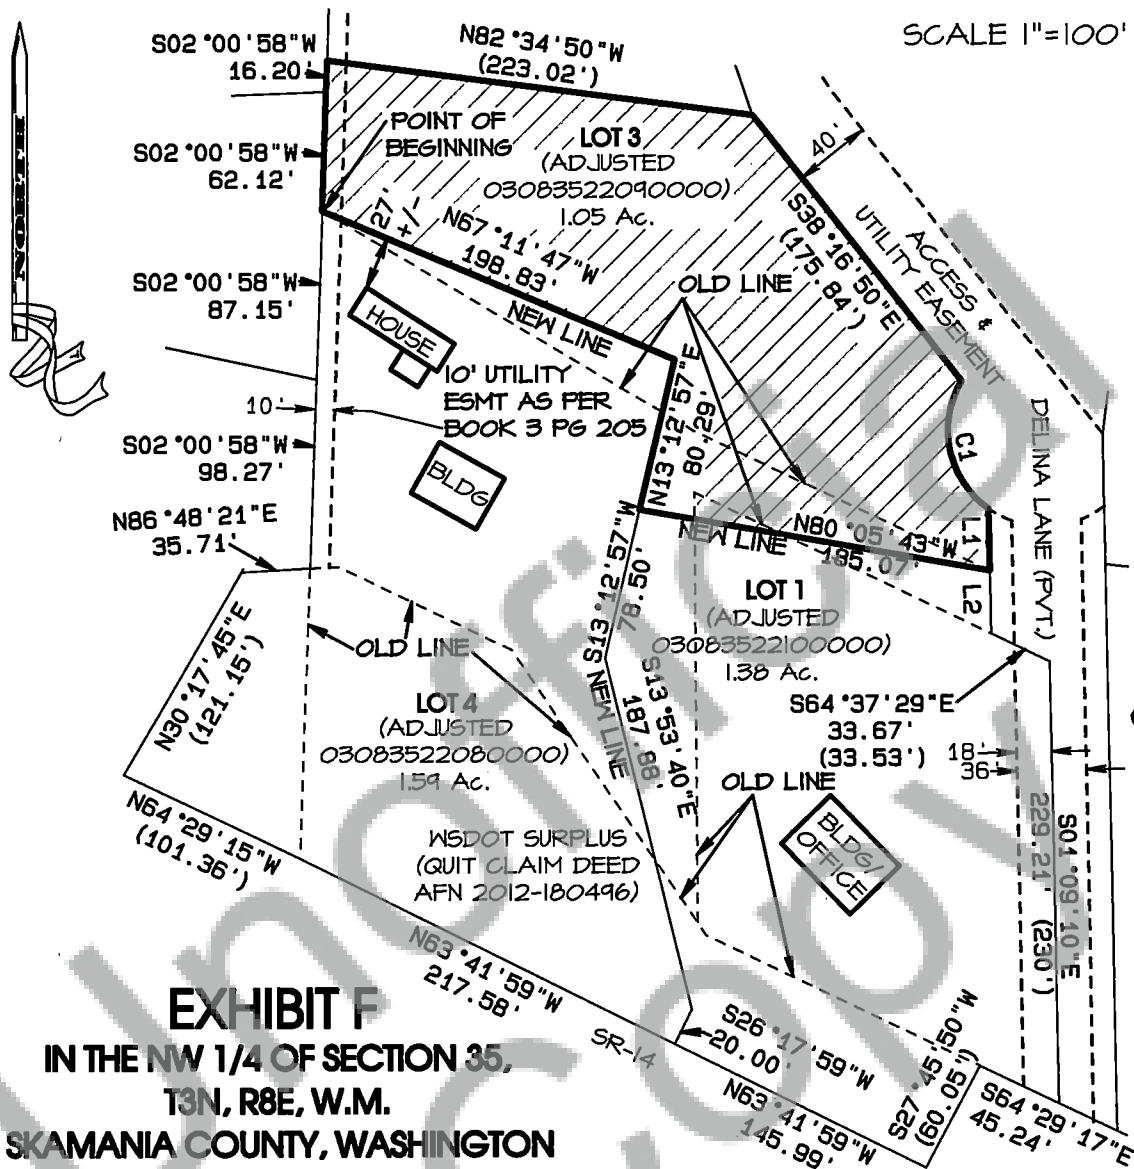 SCALE 1"=100'
NORTH
S02°00'58"W
16.20'
N82°34'50"W
(223.02')
S02°00'58"W
62.12'
POINT OF
BEGINNING
LOT 3
(ADJUSTED
03083522090000)
1.05 Ac.
40'
S38°16'50"E
(175.84')
ACCESS &
UTILITY EASEMENT
27'
+/-
N67°11'47"W
198.83'
NEW LINE
OLD LINE
S02°00'58"W
87.15'
HOUSE
10' UTILITY
ESMT AS PER
BOOK 3 PG 205
10'
S02°00'58"W
98.27'
BLDG
N13°12'57"E
80.29'
C1
DELINA LANE (PVT.)
N86°48'21"E
35.71'
N80°05'43"W
185.07'
NEW LINE
L1
L2
S13°12'57"W
78.50'
LOT 1
(ADJUSTED
03083522100000)
1.38 Ac.
N30°17'45"E
(121.15')
OLD LINE
LOT 4
(ADJUSTED
03083522080000)
1.59 Ac.
NEW LINE
S13°53'40"E
187.88'
S64°37'29"E
33.67'
(33.53')
18'
36'
OLD LINE
N64°29'15"W
(101.36')
WSDOT SURPLUS
(QUIT CLAIM DEED
AFN 2012-180496)
BLDG/
OFFICE
S01°09'10"E
229.21' (230')
N63°41'59"W
217.58'
SR-14
S26°17'59"W
20.00'
S27°45'50"W
(60.05')
N63°41'59"W
145.99'
S64°29'17"E
45.24'
EXHIBIT F
IN THE NW 1/4 OF SECTION 35,
T3N, R8E, W.M.
SKAMANIA COUNTY, WASHINGTON
Unofficial
Copy